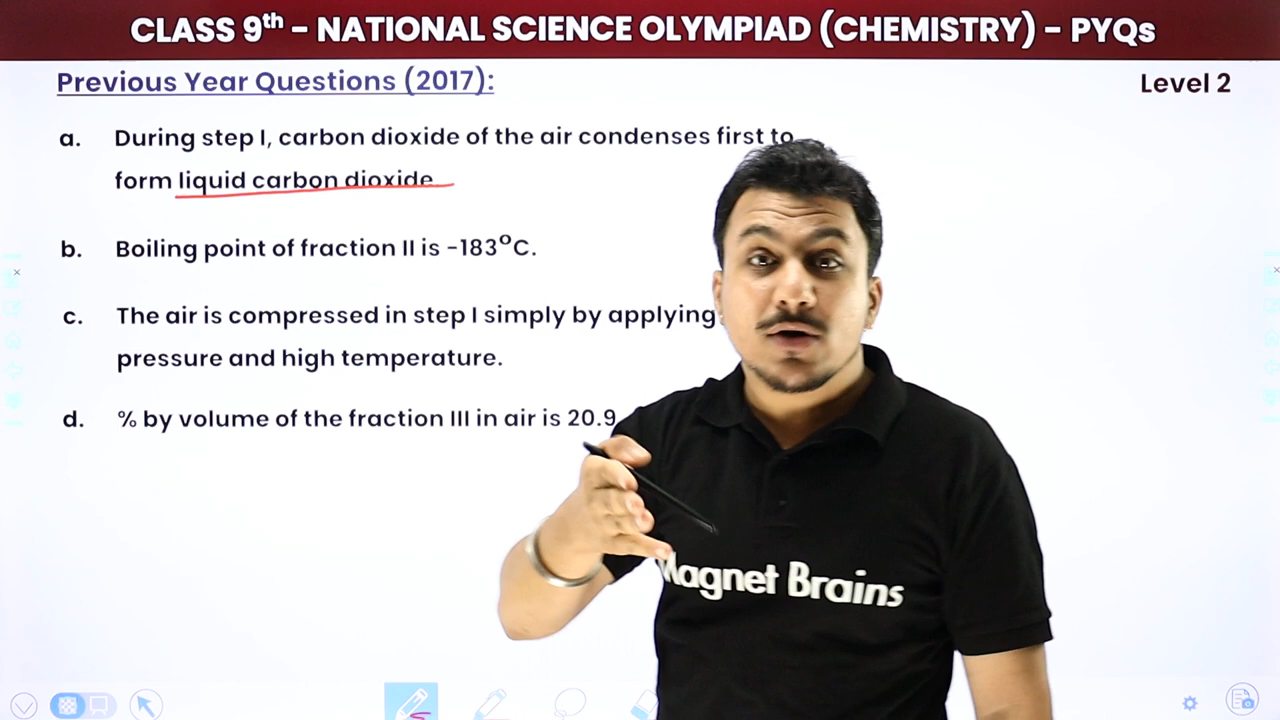 CLASS 9th – NATIONAL SCIENCE OLYMPIAD (CHEMISTRY) – PYQs
Previous Year Questions (2017):
Level 2
a. During step I, carbon dioxide of the air condenses first to
form liquid carbon dioxide
b. Boiling point of fraction II is -183°C.
c. The air is compressed in step I simply by applying
pressure and high temperature.
d. % by volume of the fraction III in air is 20.9
Magnet Brains